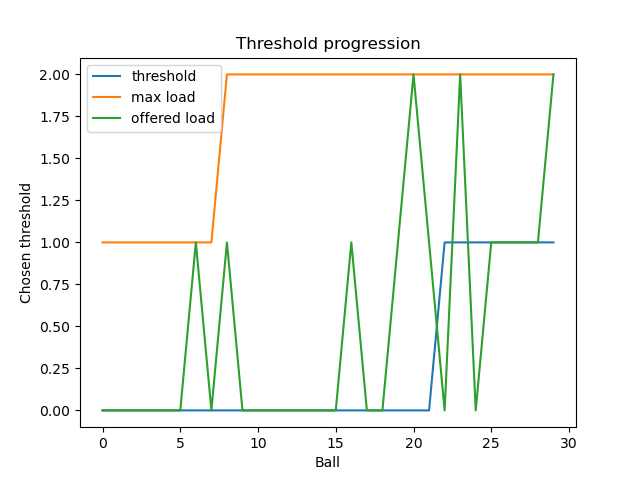 Threshold progression
threshold
max load
offered load
Chosen threshold
2.00
1.75
1.50
1.25
1.00
0.75
0.50
0.25
0.00
0 5 10 15 20 25 30
Ball